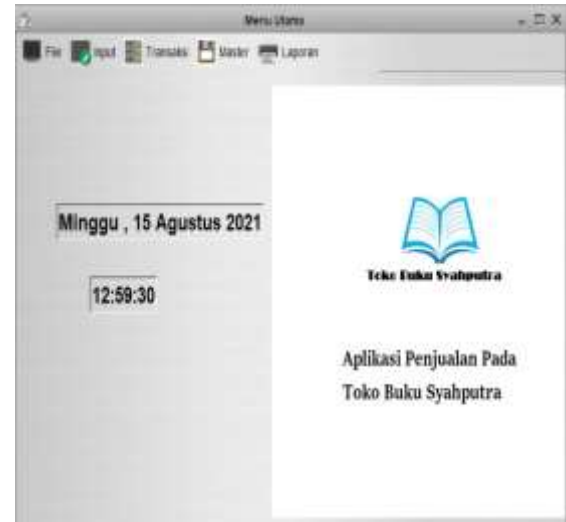 Menu Utama
File Input Transaksi Master Laporan
Minggu , 15 Agustus 2021
12:59:30
Toko Buku Syahputra
Aplikasi Penjualan Pada
Toko Buku Syahputra